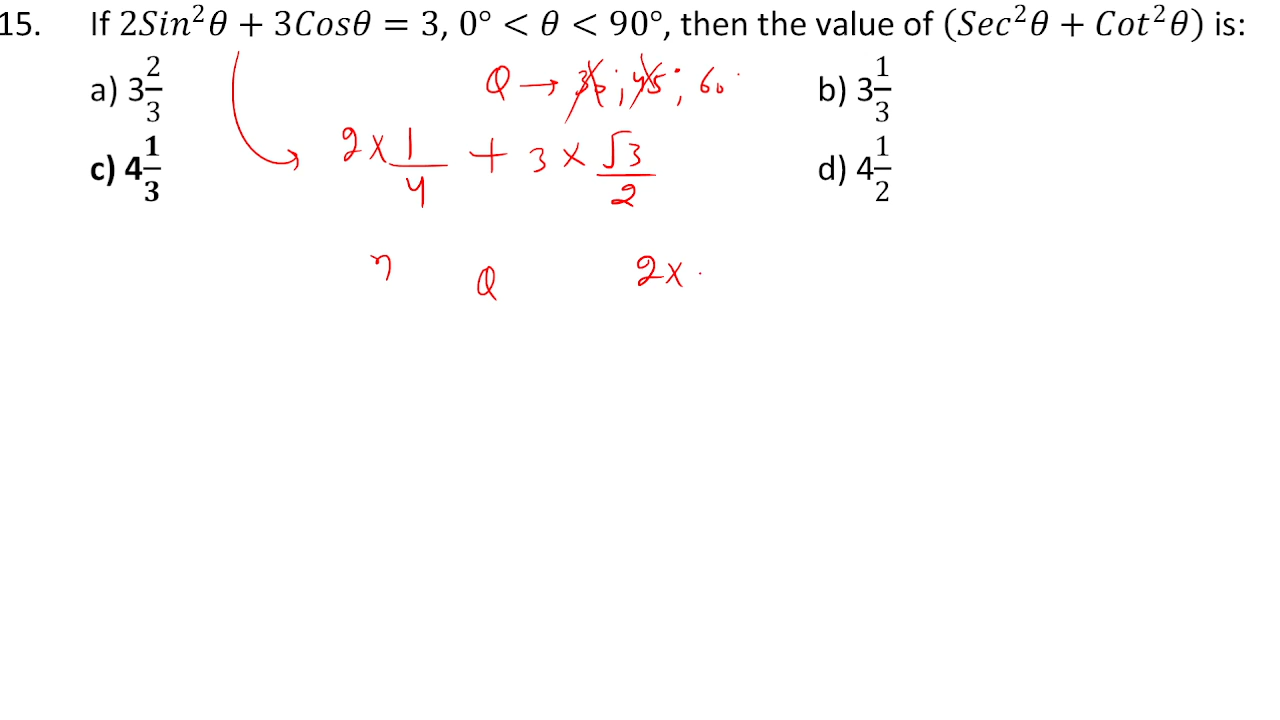 15. If 2Sin²θ + 3Cosθ = 3, 0° < θ < 90°, then the value of (Sec²θ + Cot²θ) is:
a) 3 2/3 b) 3 1/3
θ → 30; 45; 60
c) 4 1/3 d) 4 1/2
2 x 1/4 + 3 x √3/2
θ 2x